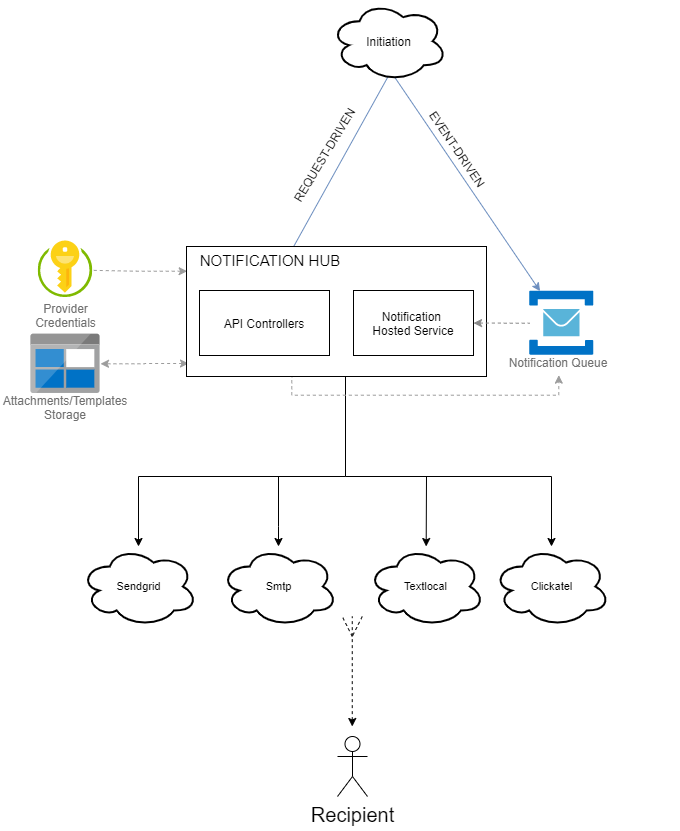 Initiation
REQUEST-DRIVEN
EVENT-DRIVEN
NOTIFICATION HUB
API Controllers
Notification
Hosted Service
Provider
Credentials
Attachments/Templates
Storage
Notification Queue
Sendgrid
Smtp
Textlocal
Clickatel
Recipient